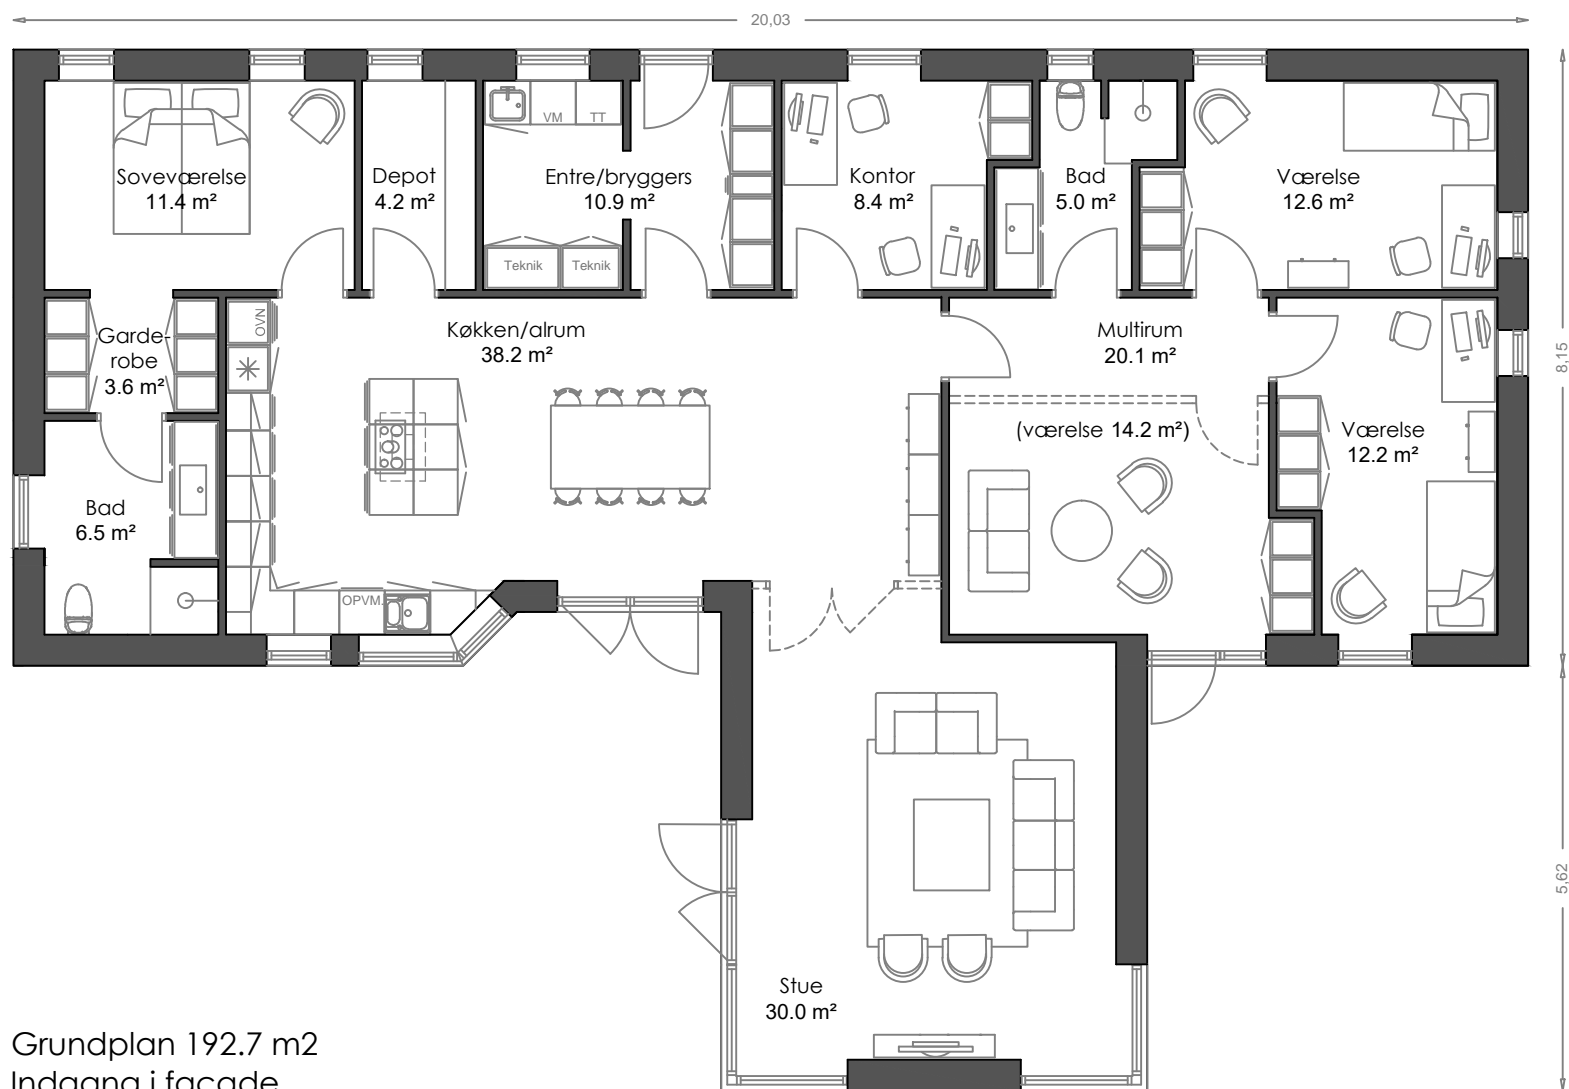 20,03
Soveværelse
11.4 m²
Depot
4.2 m²
VM
TT
Entre/bryggers
10.9 m²
Teknik
Teknik
Kontor
8.4 m²
Bad
5.0 m²
Værelse
12.6 m²
8,15
Garde-
robe
3.6 m²
OVN
Køkken/alrum
38.2 m²
Multirum
20.1 m²
(værelse 14.2 m²)
Værelse
12.2 m²
Bad
6.5 m²
OPVM.
5,62
Stue
30.0 m²
Grundplan 192.7 m2
Indgang i facade